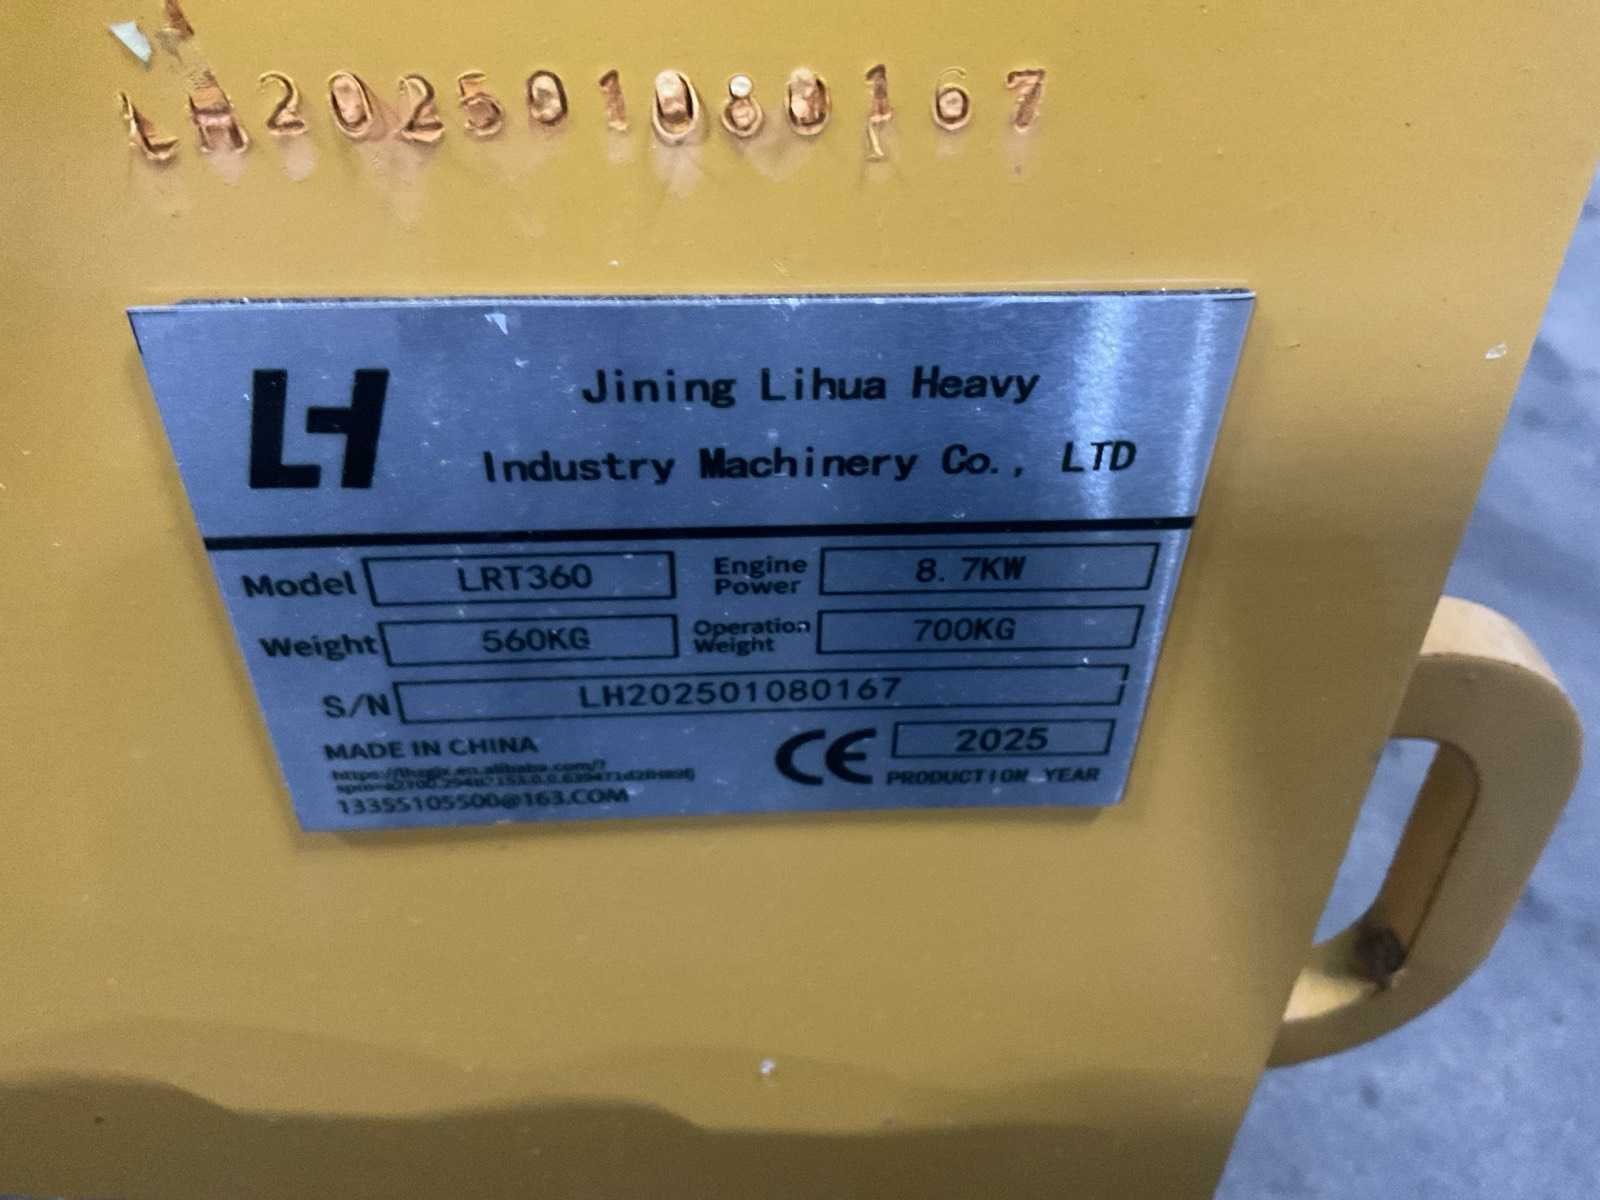 LH202501080167
LH
Jining Lihua Heavy
Industry Machinery Co., LTD
Model LRT360 Engine Power 8.7KW
Weight 560KG Operation Weight 700KG
S/N LH202501080167
MADE IN CHINA
CE 2025
PRODUCTION YEAR
13355105500@163.COM